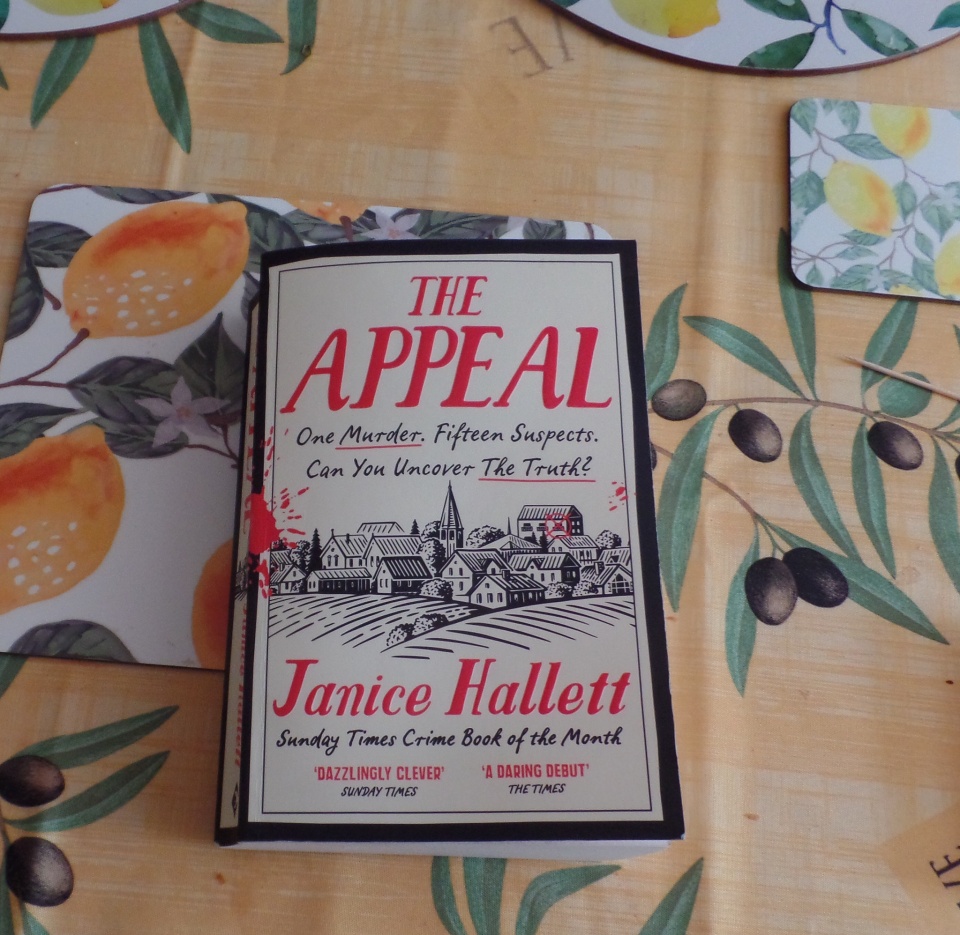 THE
APPEAL
One Murder. Fifteen Suspects.
Can You Uncover The Truth?
Janice Hallett
Sunday Times Crime Book of the Month
'DAZZLINGLY CLEVER'
SUNDAY TIMES
'A DARING DEBUT'
THE TIMES